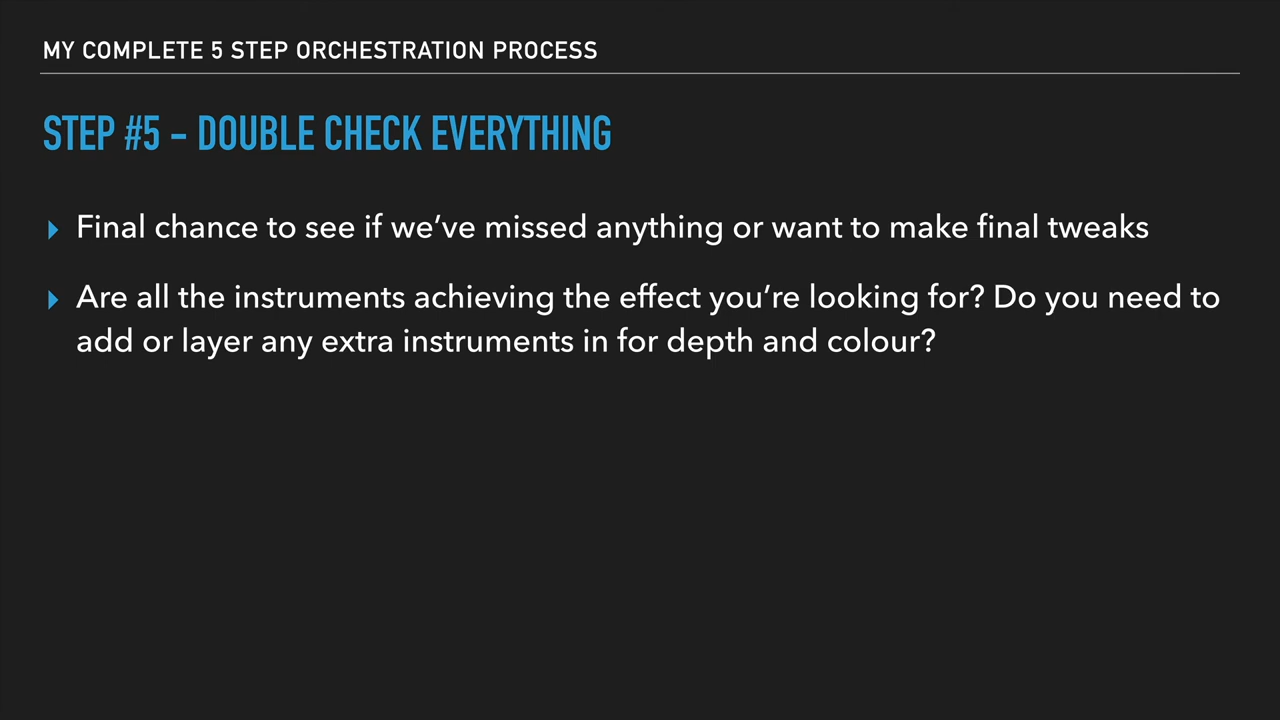 MY COMPLETE 5 STEP ORCHESTRATION PROCESS
STEP #5 – DOUBLE CHECK EVERYTHING
Final chance to see if we’ve missed anything or want to make final tweaks
Are all the instruments achieving the effect you’re looking for? Do you need to
add or layer any extra instruments in for depth and colour?